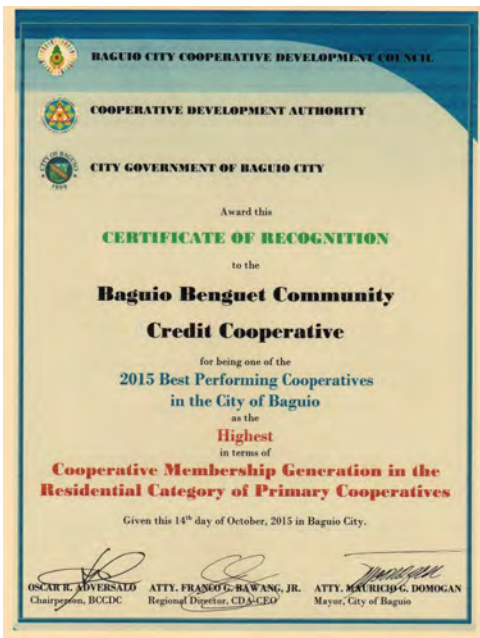 BAGUIO CITY COOPERATIVE DEVELOPMENT COUNCIL
COOPERATIVE DEVELOPMENT AUTHORITY
CITY OF BAGUIO
1909
CITY GOVERNMENT OF BAGUIO CITY
Award this
CERTIFICATE OF RECOGNITION
to the
Baguio Benguet Community
Credit Cooperative
for being one of the
2015 Best Performing Cooperatives
in the City of Baguio
as the
Highest
in terms of
Cooperative Membership Generation in the
Residential Category of Primary Cooperatives
Given this 14th day of October, 2015 in Baguio City.
OSCAR R. ADVERSALO ATTY. FRANCO G. BAWANG, JR. ATTY. MAURICIO G. DOMOGAN
Chairperson, BCCDC Regional Director, CDA-CEO Mayor, City of Baguio